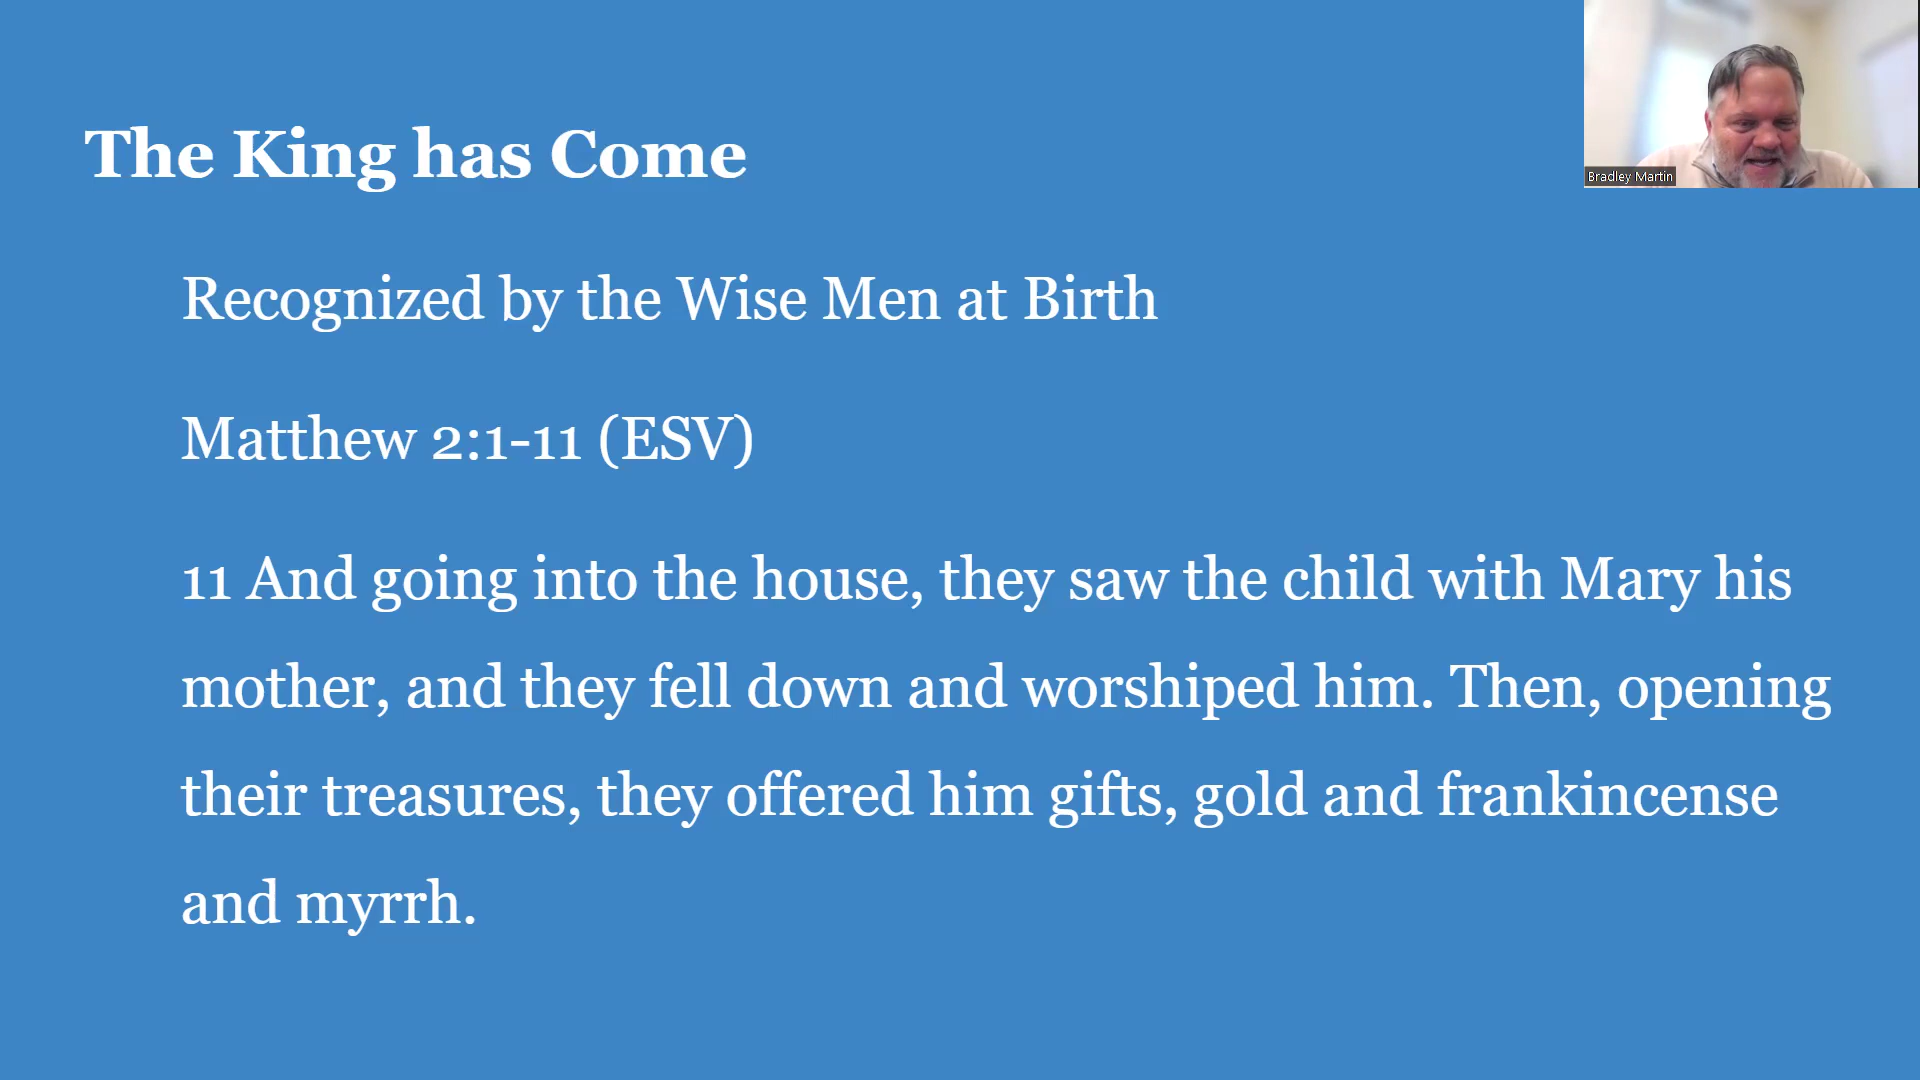 The King has Come
Bradley Martin
Recognized by the Wise Men at Birth
Matthew 2:1-11 (ESV)
11 And going into the house, they saw the child with Mary his
mother, and they fell down and worshiped him. Then, opening
their treasures, they offered him gifts, gold and frankincense
and myrrh.